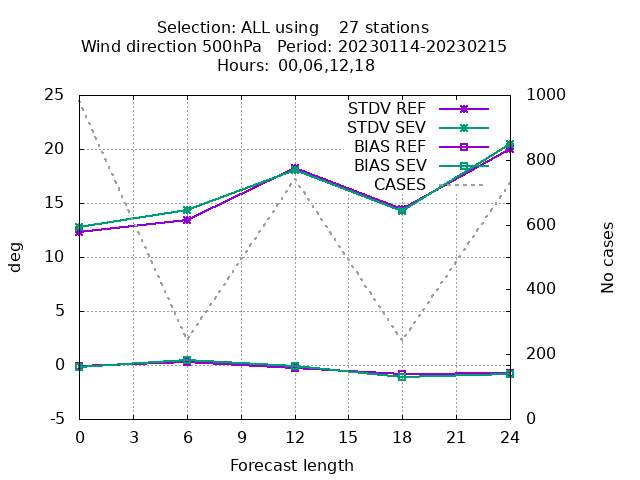 Selection: ALL using    27 stations
Wind direction 500hPa   Period: 20230114-20230215
Hours:  00,06,12,18
25
20
15
10
5
0
-5
1000
800
600
400
200
0
STDV REF
STDV SEV
BIAS REF
BIAS SEV
CASES
deg
No cases
0 3 6 9 12 15 18 21 24
Forecast length